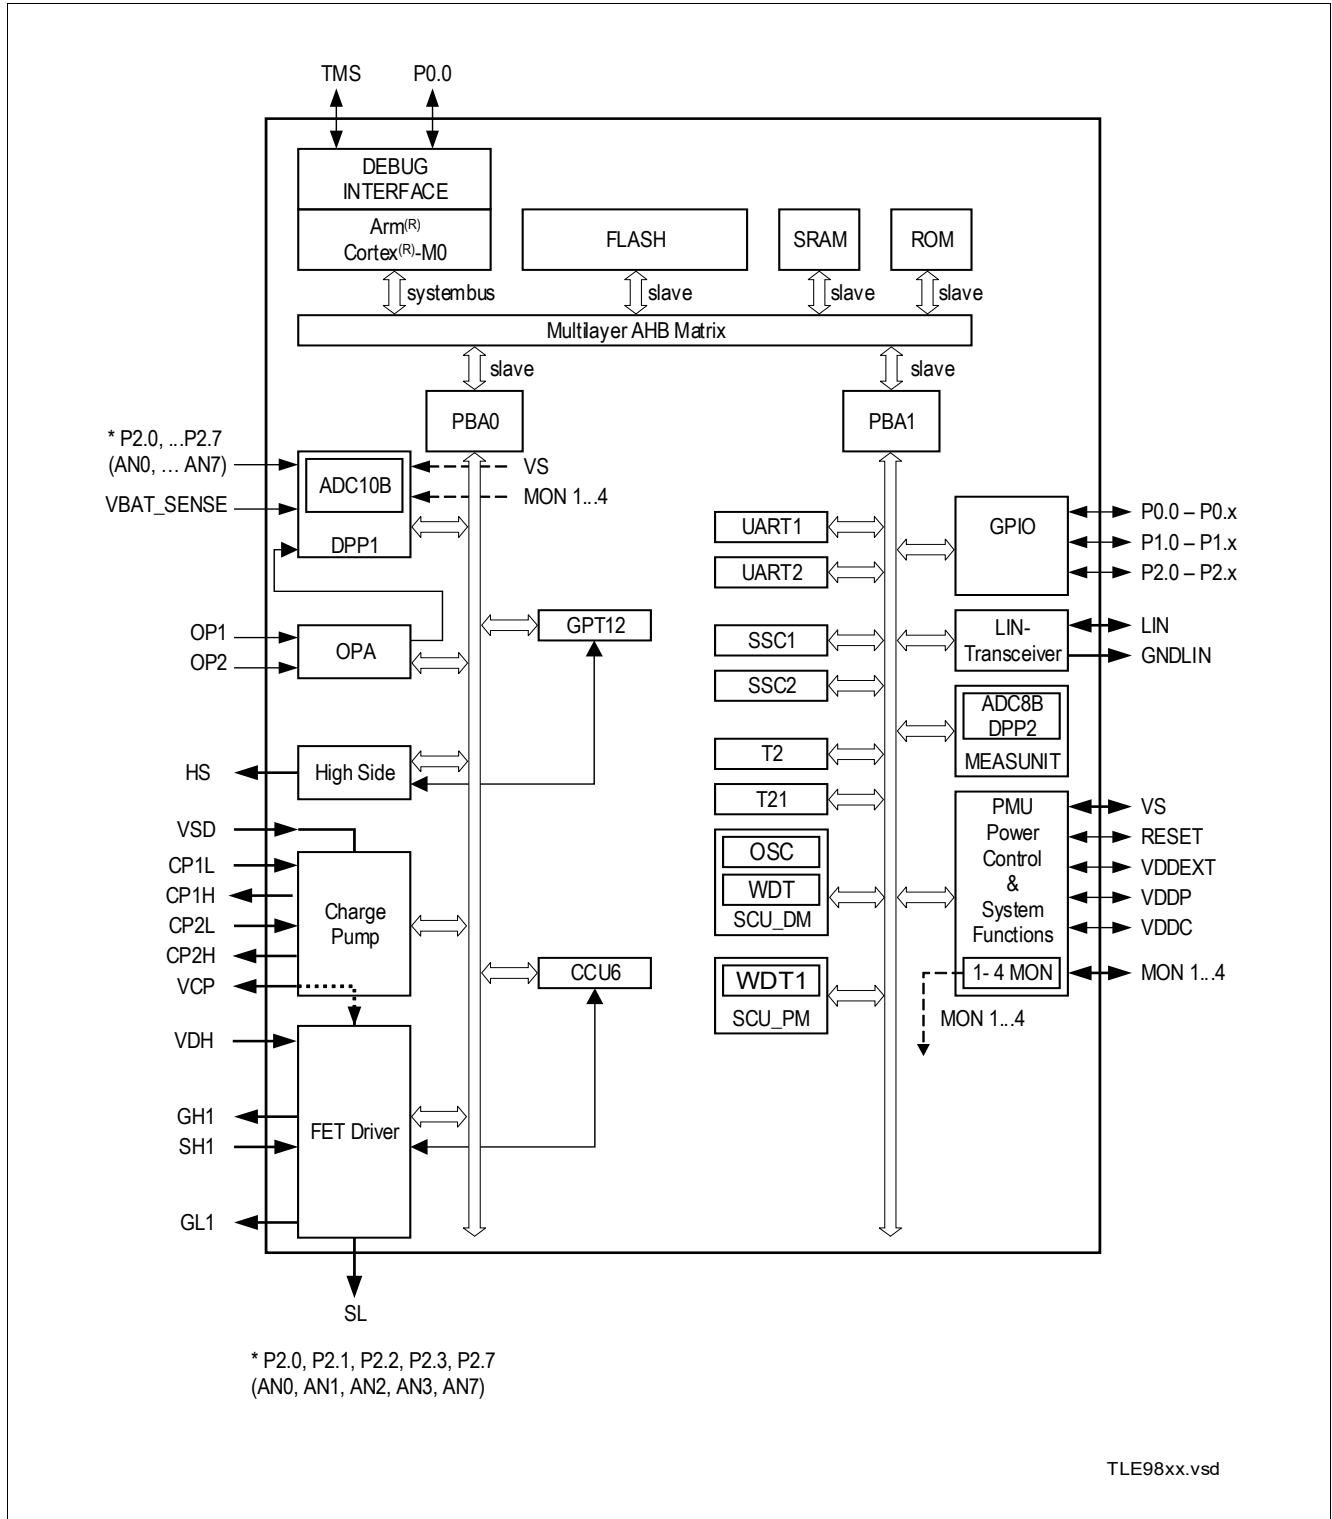 TMS
P0.0
DEBUG
INTERFACE
Arm(R)
Cortex(R)-M0
FLASH
SRAM
ROM
systembus
slave
slave
slave
Multilayer AHB Matrix
slave
slave
PBA0
PBA1
* P2.0, ...P2.7
(AN0, … AN7)
VBAT_SENSE
ADC10B
DPP1
VS
MON 1...4
OP1
OP2
OPA
GPT12
HS
High Side
VSD
CP1L
CP1H
CP2L
CP2H
VCP
Charge
Pump
CCU6
VDH
GH1
SH1
GL1
FET Driver
SL
UART1
UART2
SSC1
SSC2
T2
T21
OSC
WDT
SCU_DM
WDT1
SCU_PM
GPIO
P0.0 – P0.x
P1.0 – P1.x
P2.0 – P2.x
LIN-
Transceiver
LIN
GNDLIN
ADC8B
DPP2
MEASUNIT
PMU
Power
Control
&
System
Functions
1- 4 MON
VS
RESET
VDDEXT
VDDP
VDDC
MON 1...4
MON 1...4
* P2.0, P2.1, P2.2, P2.3, P2.7
(AN0, AN1, AN2, AN3, AN7)
TLE98xx.vsd